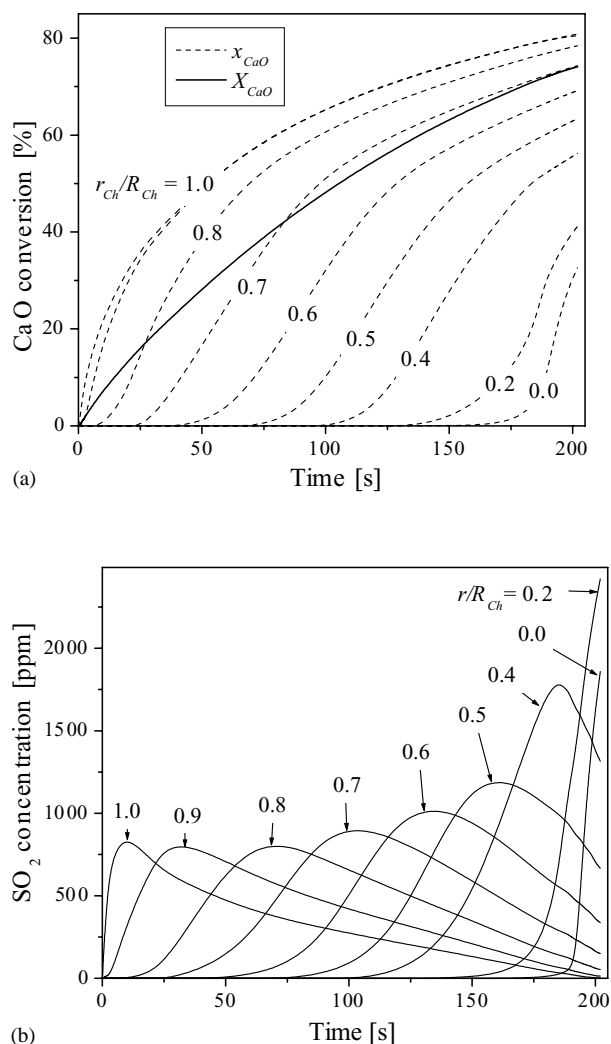 80
60
40
20
0
CaO conversion [%]
x_CaO
X_CaO
r_Ch/R_Ch = 1.0
0.8
0.7
0.6
0.5
0.4
0.2
0.0
0 50 100 150 200
Time [s]
(a)
2000
1500
1000
500
0
SO2 concentration [ppm]
r/R_Ch = 0.2
0.0
0.4
0.5
0.6
0.7
0.8
0.9
1.0
0 50 100 150 200
Time [s]
(b)